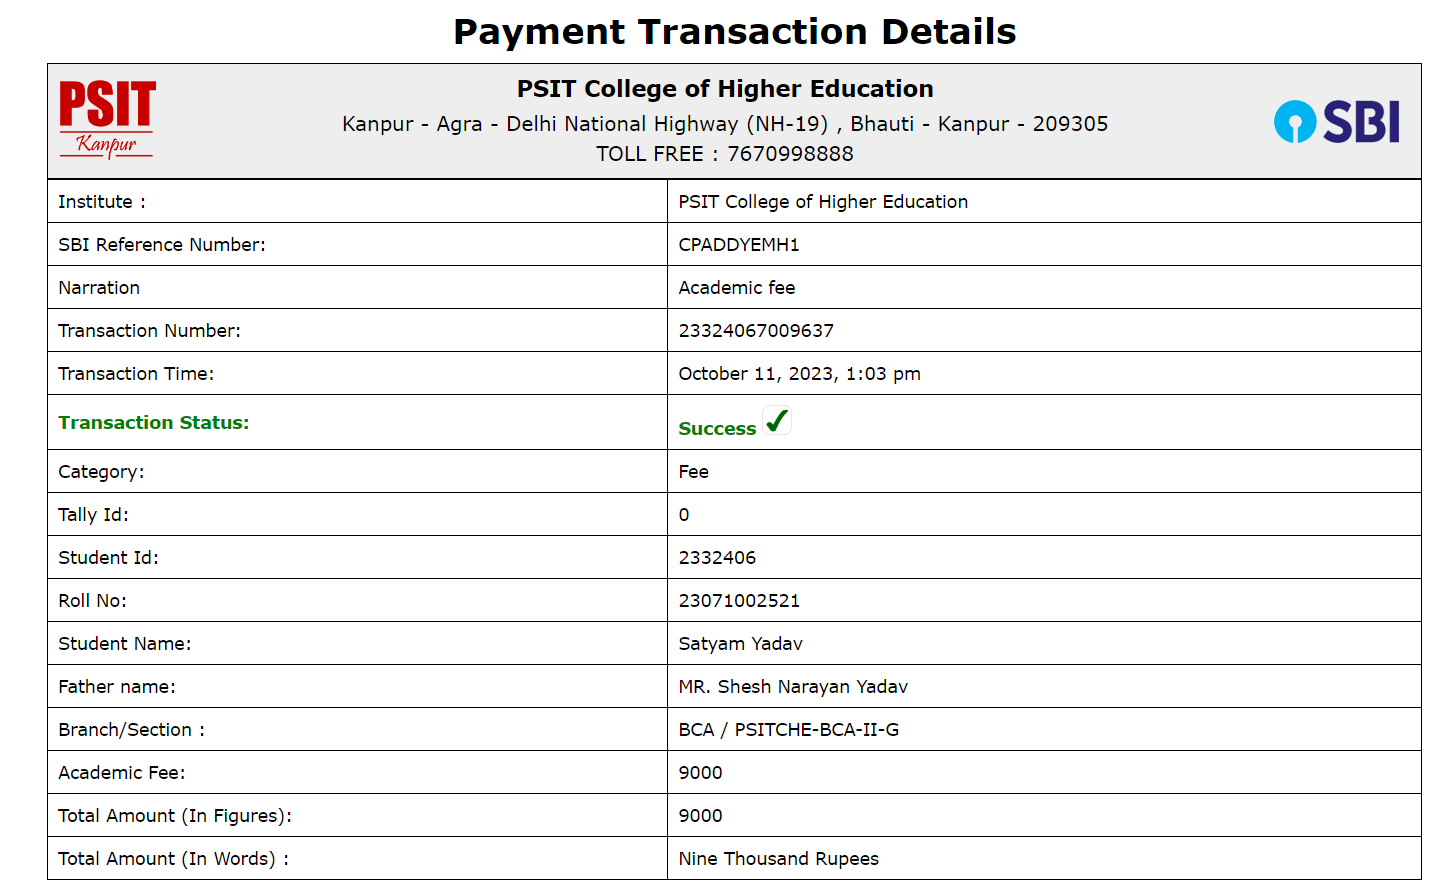 Payment Transaction Details
PSIT
Kanpur
PSIT College of Higher Education
Kanpur - Agra - Delhi National Highway (NH-19) , Bhauti - Kanpur - 209305
TOLL FREE : 7670998888
SBI
Institute : PSIT College of Higher Education
SBI Reference Number: CPADDYEMH1
Narration Academic fee
Transaction Number: 23324067009637
Transaction Time: October 11, 2023, 1:03 pm
Transaction Status: Success
Category: Fee
Tally Id: 0
Student Id: 2332406
Roll No: 23071002521
Student Name: Satyam Yadav
Father name: MR. Shesh Narayan Yadav
Branch/Section : BCA / PSITCHE-BCA-II-G
Academic Fee: 9000
Total Amount (In Figures): 9000
Total Amount (In Words) : Nine Thousand Rupees